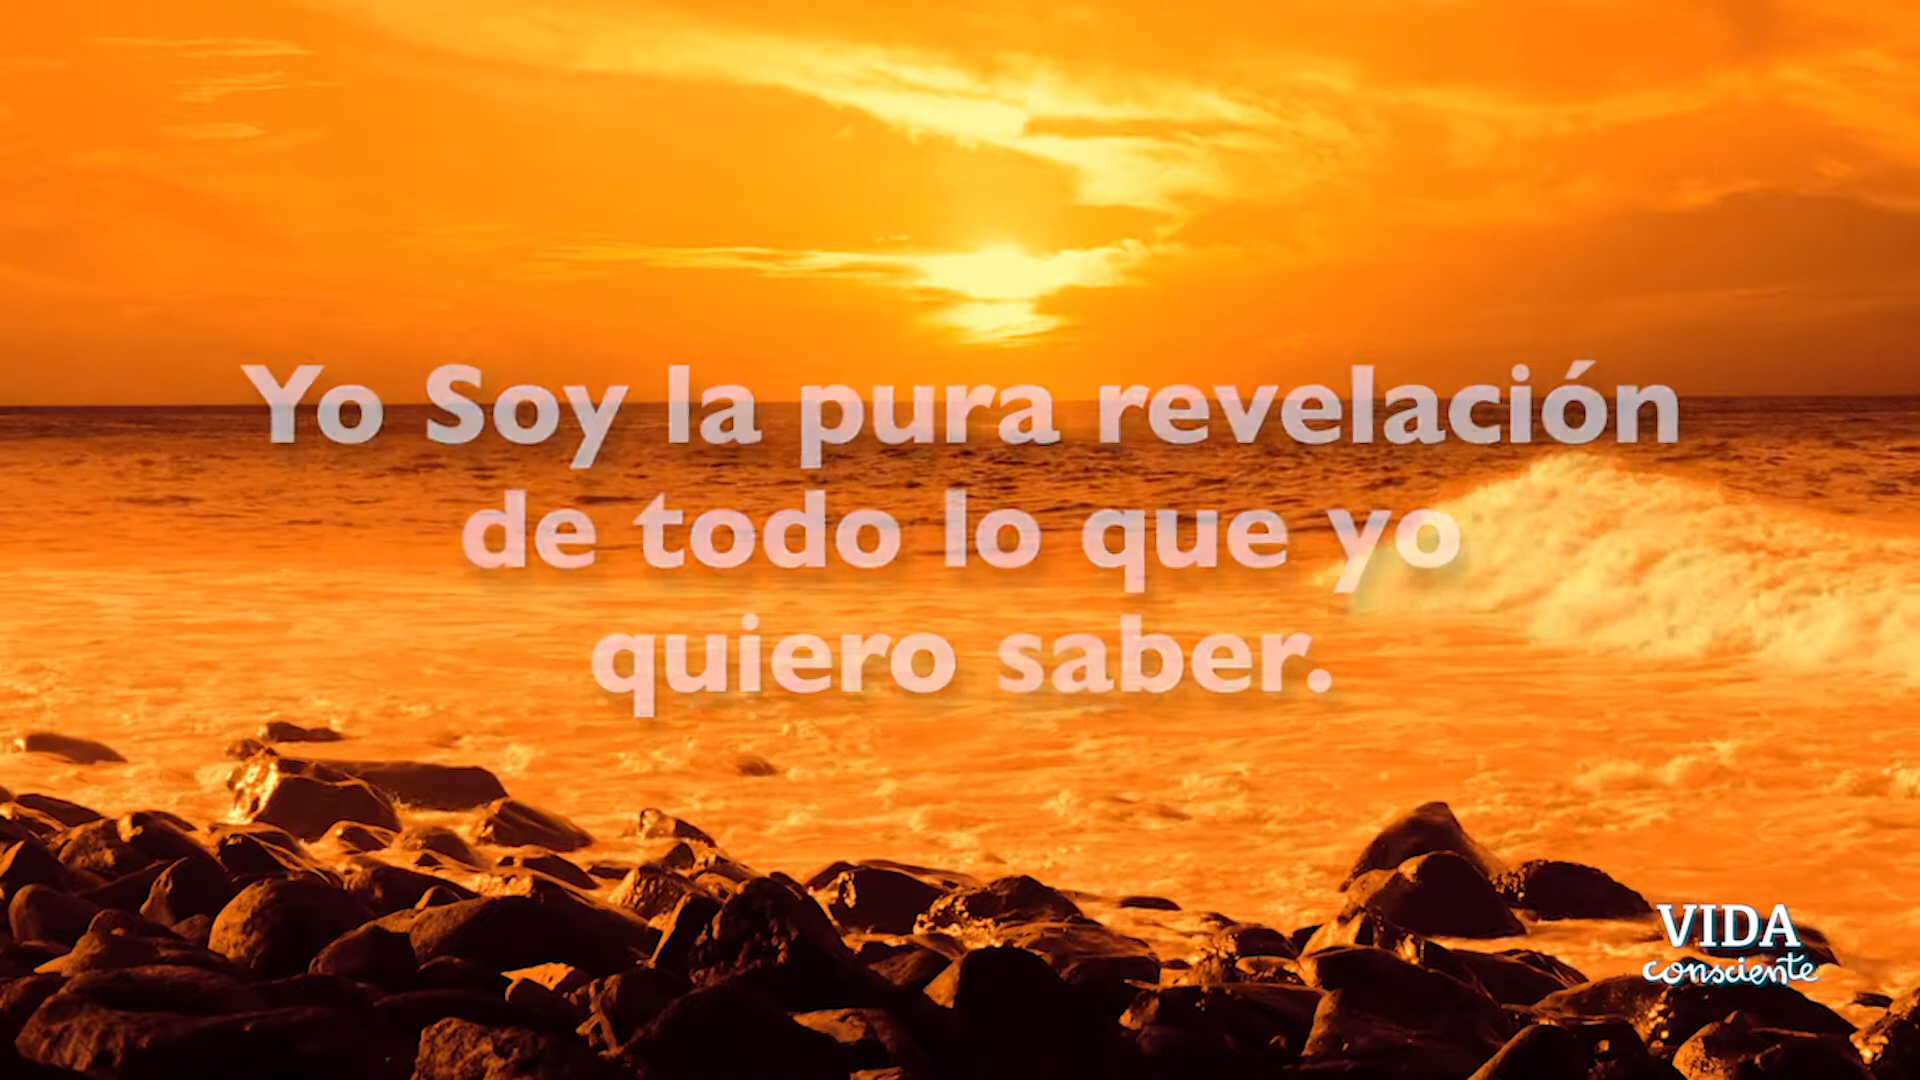 Yo Soy la pura revelación
de todo lo que yo
quiero saber.
VIDA
consciente